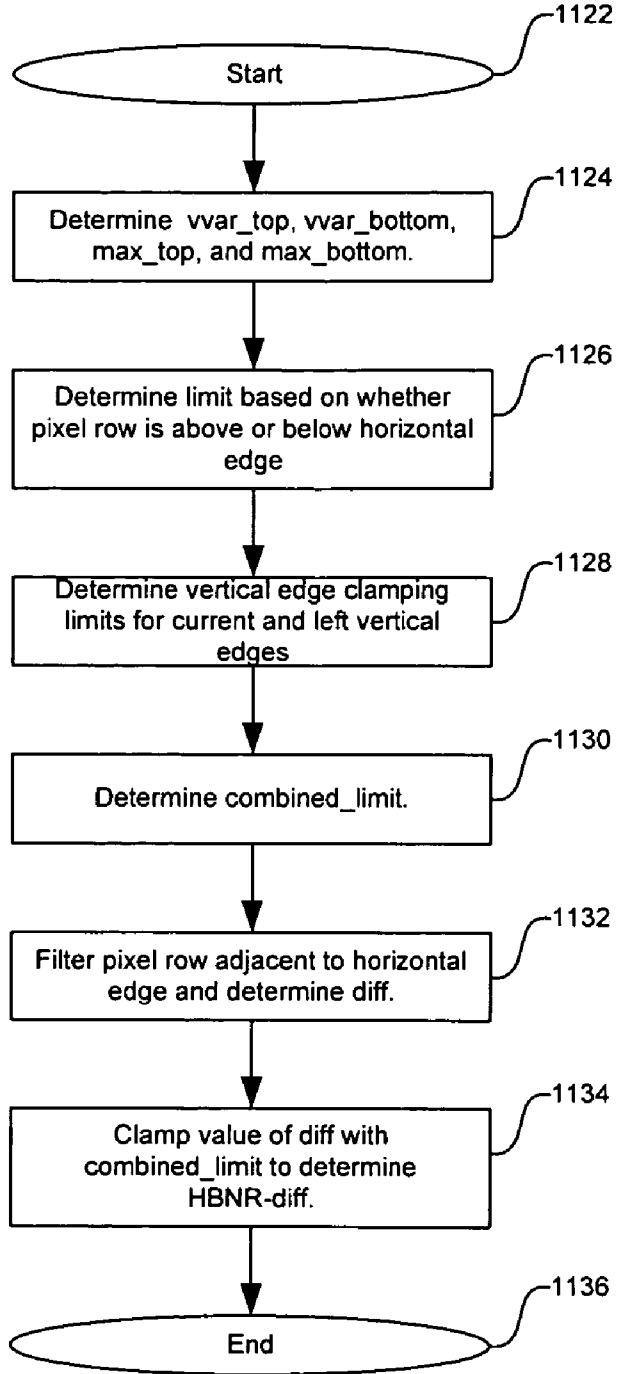 1122
Start
1124
Determine vvar_top, vvar_bottom,
max_top, and max_bottom.
1126
Determine limit based on whether
pixel row is above or below horizontal
edge
1128
Determine vertical edge clamping
limits for current and left vertical
edges
1130
Determine combined_limit.
1132
Filter pixel row adjacent to horizontal
edge and determine diff.
1134
Clamp value of diff with
combined_limit to determine
HBNR-diff.
1136
End